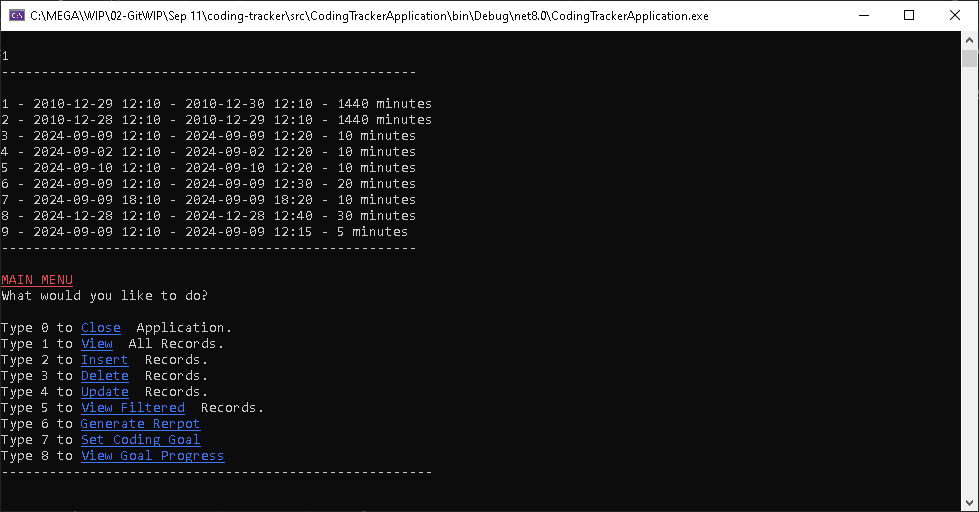 C:\MEGA\WIP\02-GitWIP\Sep 11\coding-tracker\src\CodingTrackerApplication\bin\Debug\net8.0\CodingTrackerApplication.exe
1
----------------------------------------------------
1 - 2010-12-29 12:10 - 2010-12-30 12:10 - 1440 minutes
2 - 2010-12-28 12:10 - 2010-12-29 12:10 - 1440 minutes
3 - 2024-09-09 12:10 - 2024-09-09 12:20 - 10 minutes
4 - 2024-09-02 12:10 - 2024-09-02 12:20 - 10 minutes
5 - 2024-09-10 12:10 - 2024-09-10 12:20 - 10 minutes
6 - 2024-09-09 12:10 - 2024-09-09 12:30 - 20 minutes
7 - 2024-09-09 18:10 - 2024-09-09 18:20 - 10 minutes
8 - 2024-12-28 12:10 - 2024-12-28 12:40 - 30 minutes
9 - 2024-09-09 12:10 - 2024-09-09 12:15 - 5 minutes
----------------------------------------------------
MAIN MENU
What would you like to do?
Type 0 to Close  Application.
Type 1 to View  All Records.
Type 2 to Insert  Records.
Type 3 to Delete  Records.
Type 4 to Update  Records.
Type 5 to View Filtered  Records.
Type 6 to Generate Rerpot
Type 7 to Set Coding Goal
Type 8 to View Goal Progress
------------------------------------------------------